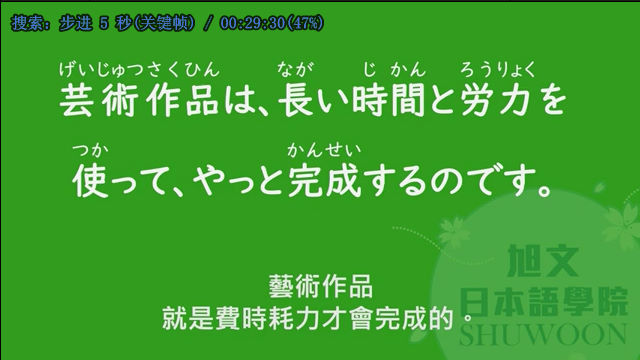 搜索: 步进 5 秒(关键帧) / 00:29:30(47%)
げいじゅつさくひん なが じ かん ろうりょく
芸術作品は、長い時間と労力を
つか かんせい
使って、やっと完成するのです。
藝術作品
就是費時耗力才會完成的。
旭文
日本語學院
SHUWOON